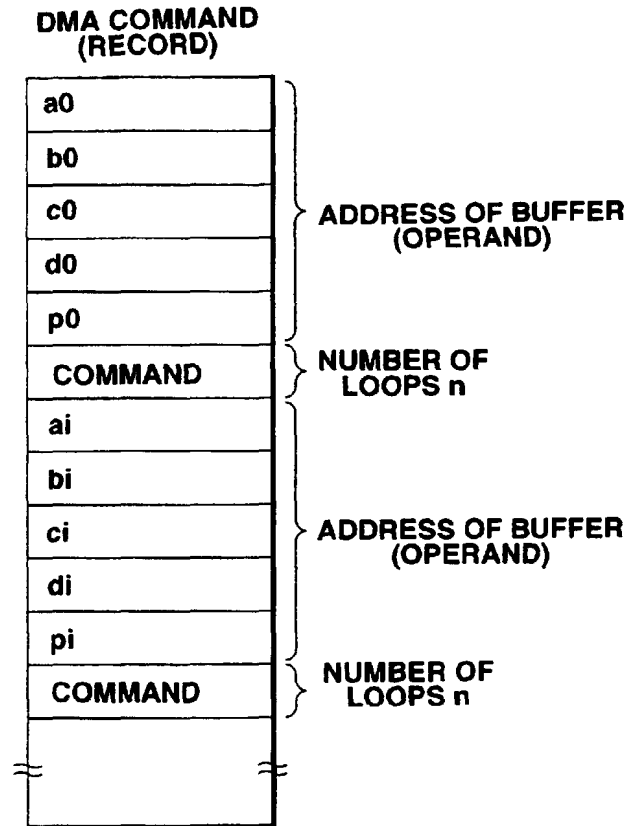 DMA COMMAND
(RECORD)
a0
b0
c0
d0
p0
ADDRESS OF BUFFER
(OPERAND)
COMMAND
NUMBER OF
LOOPS n
ai
bi
ci
di
pi
ADDRESS OF BUFFER
(OPERAND)
COMMAND
NUMBER OF
LOOPS n